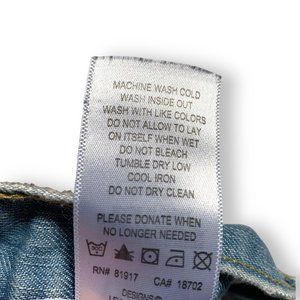 MACHINE WASH COLD
WASH INSIDE OUT
WASH WITH LIKE COLORS
DO NOT ALLOW TO LAY
ON ITSELF WHEN WET
DO NOT BLEACH
TUMBLE DRY LOW
COOL IRON
DO NOT DRY CLEAN
PLEASE DONATE WHEN
NO LONGER NEEDED
RN# 81917 CA# 18702
DESIGNS ©